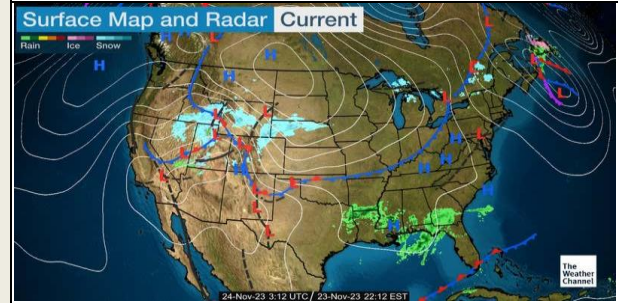 Surface Map and Radar Current
Rain Ice Snow
L
L
H
H
H
L
L
L
L
L
L
L
L
L
H
H
H
H
L
L
L
L
L
L
L
H
H
24-Nov-23 3:12 UTC/ 23-Nov-23 22:12 EST
The
Weather
Channel